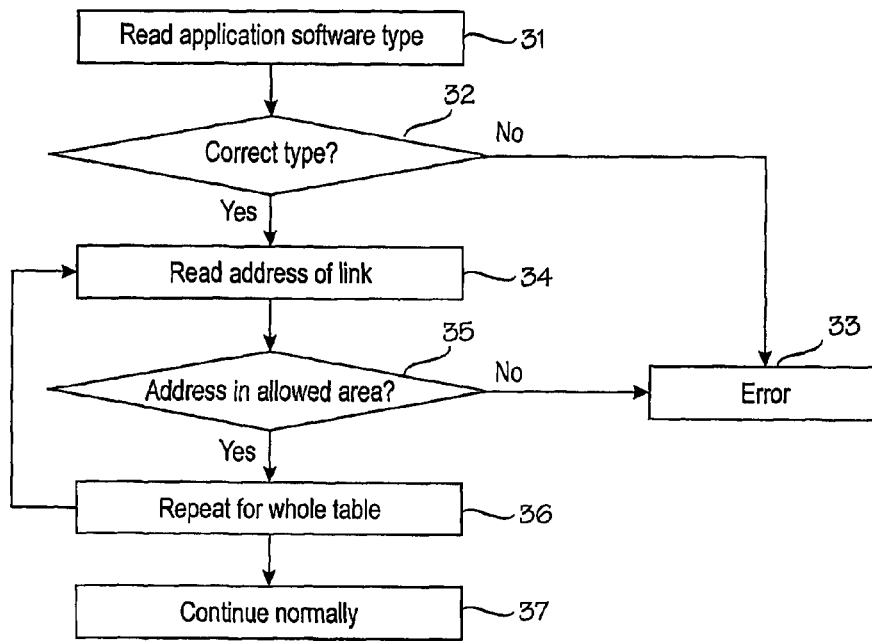 Read application software type
31
32
Correct type?
No
Yes
Read address of link
34
35
33
Address in allowed area?
No
Error
Yes
Repeat for whole table
36
Continue normally
37